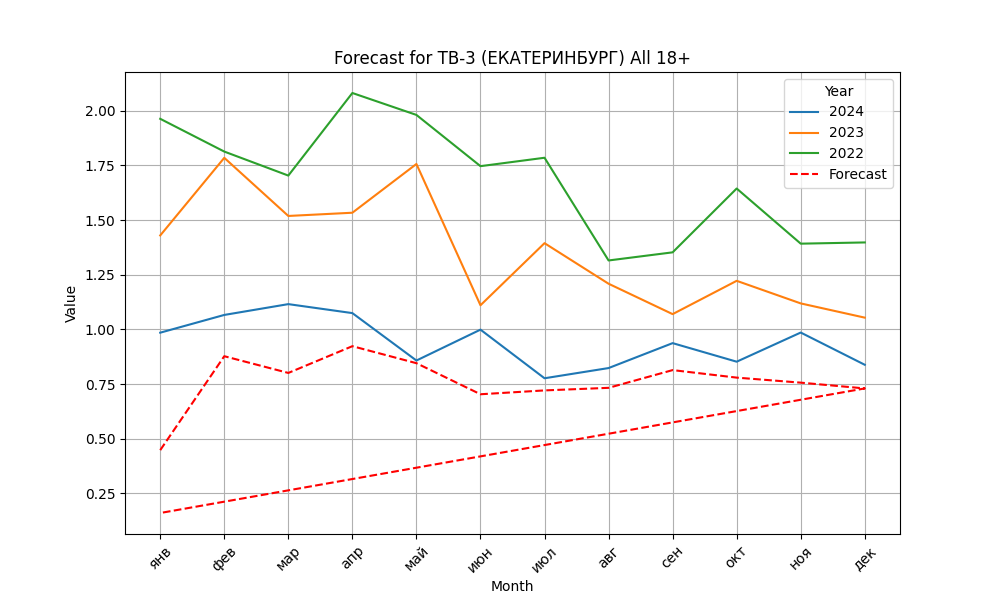 Forecast for ТВ-3 (ЕКАТЕРИНБУРГ) All 18+
Year
2024
2023
2022
Forecast
Value
2.00
1.75
1.50
1.25
1.00
0.75
0.50
0.25
янв
фев
мар
апр
май
июн
июл
авг
сен
окт
ноя
дек
Month